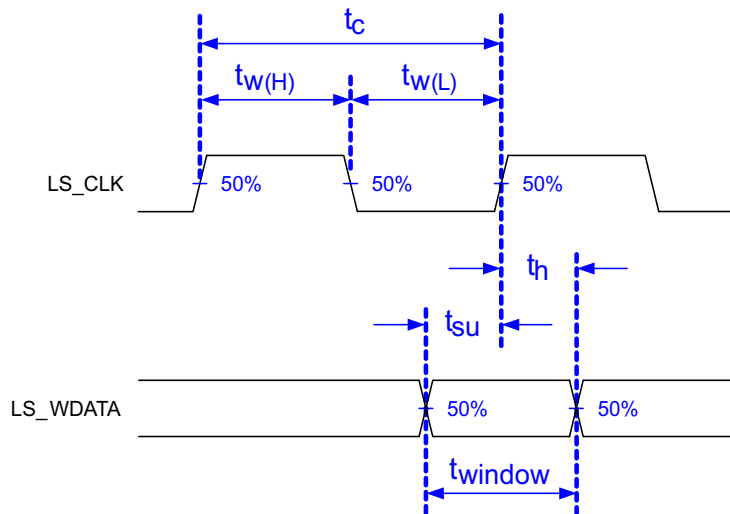 tc
tw(H) tw(L)
LS_CLK 50% 50% 50%
th
tsu
LS_WDATA 50% 50%
twindow